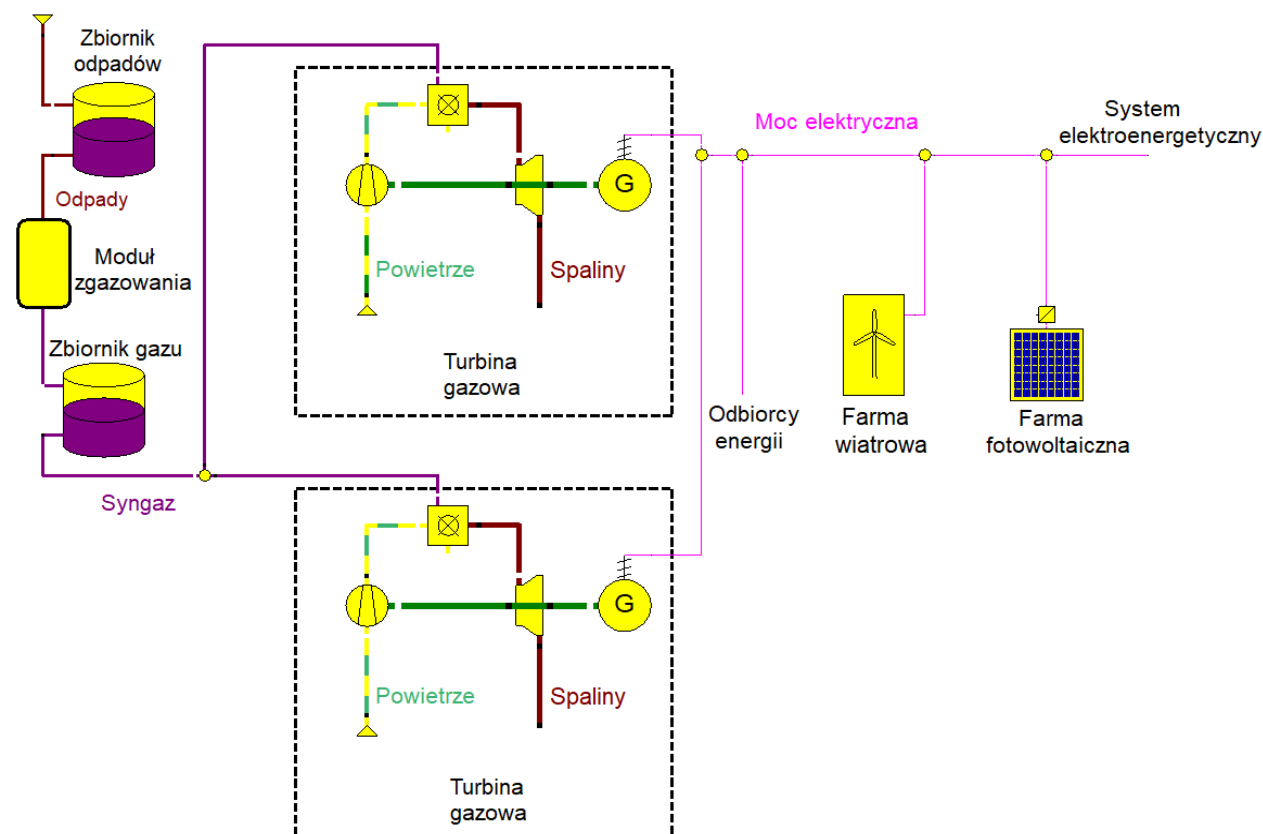 Zbiornik
odpadów
Odpady
Moduł
zgazowania
Zbiornik gazu
Syngaz
G
Powietrze
Spaliny
Turbina
gazowa
G
Powietrze
Spaliny
Turbina
gazowa
Moc elektryczna
System
elektroenergetyczny
Odbiorcy
energii
Farma
wiatrowa
Farma
fotowoltaiczna